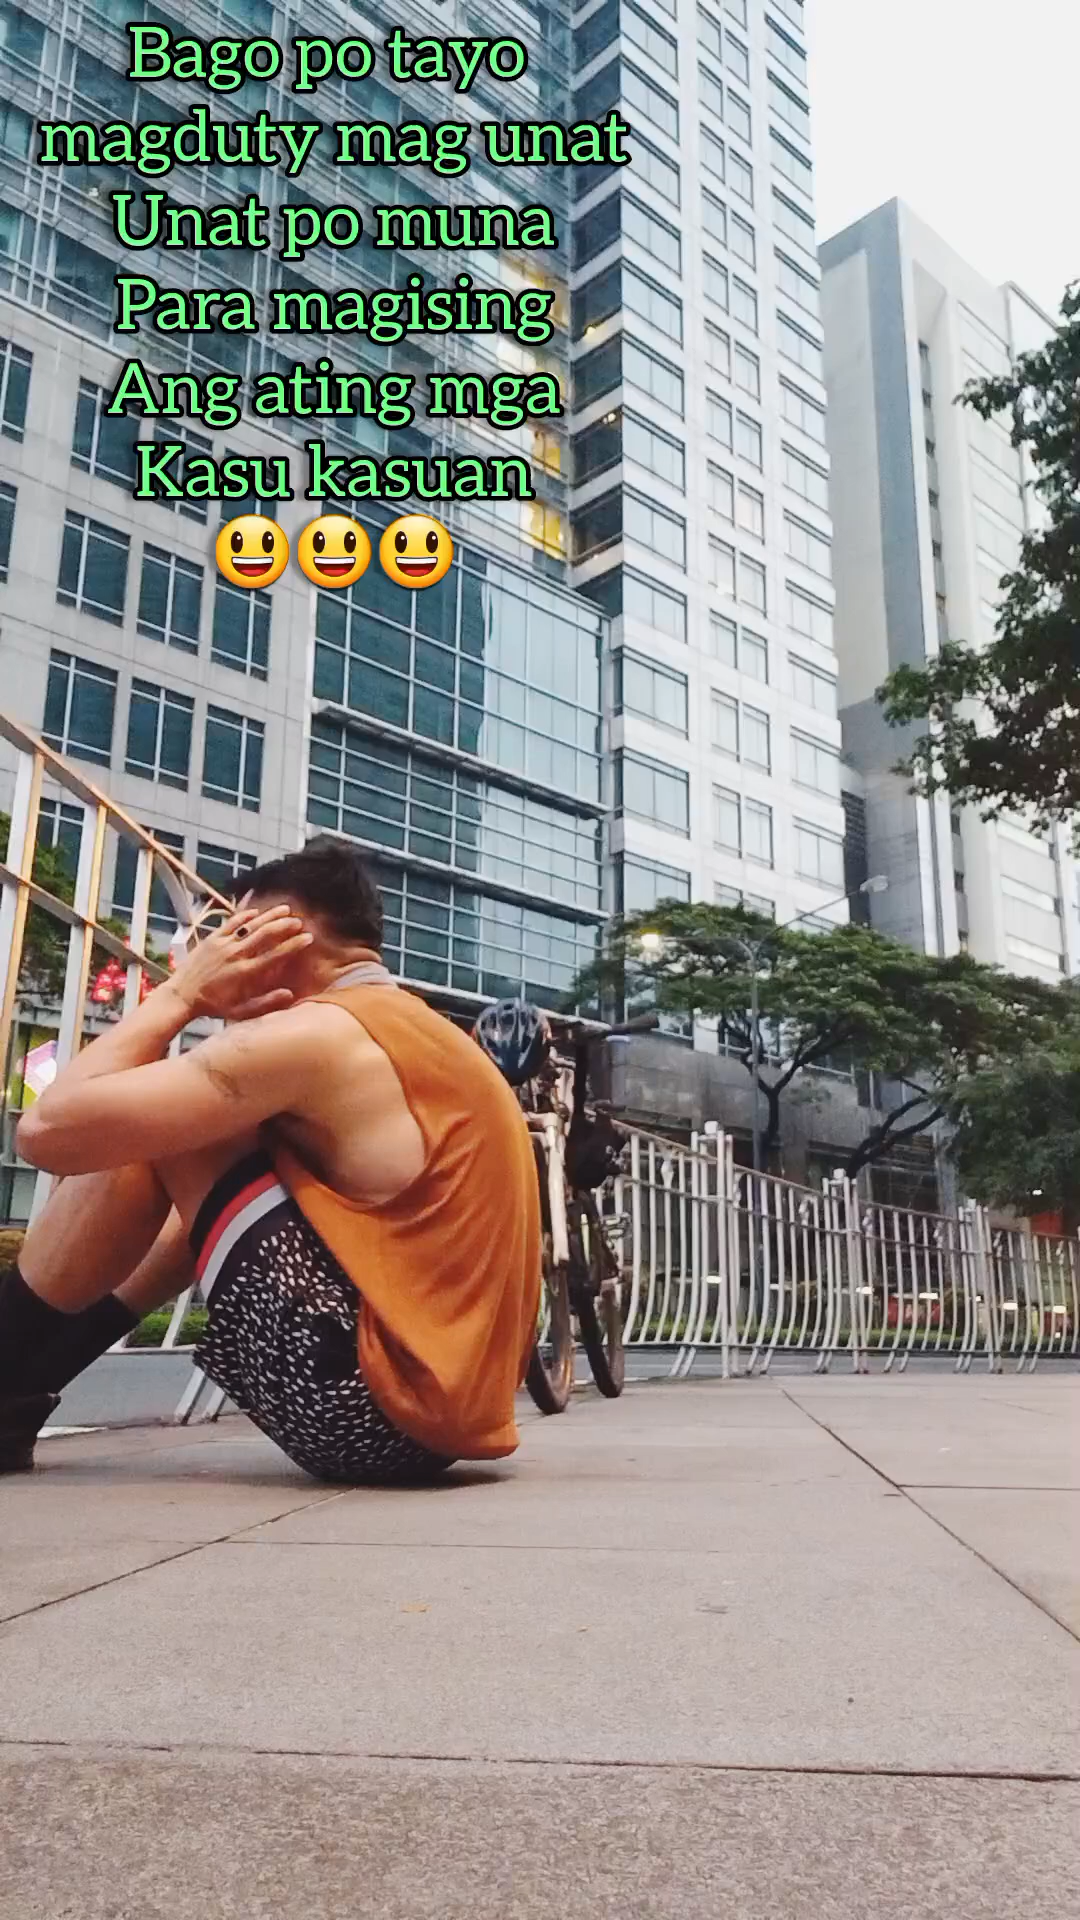 Bago po tayo
magduty mag unat
Unat po muna
Para magising
Ang ating mga
Kasu kasuan
😃😃😃